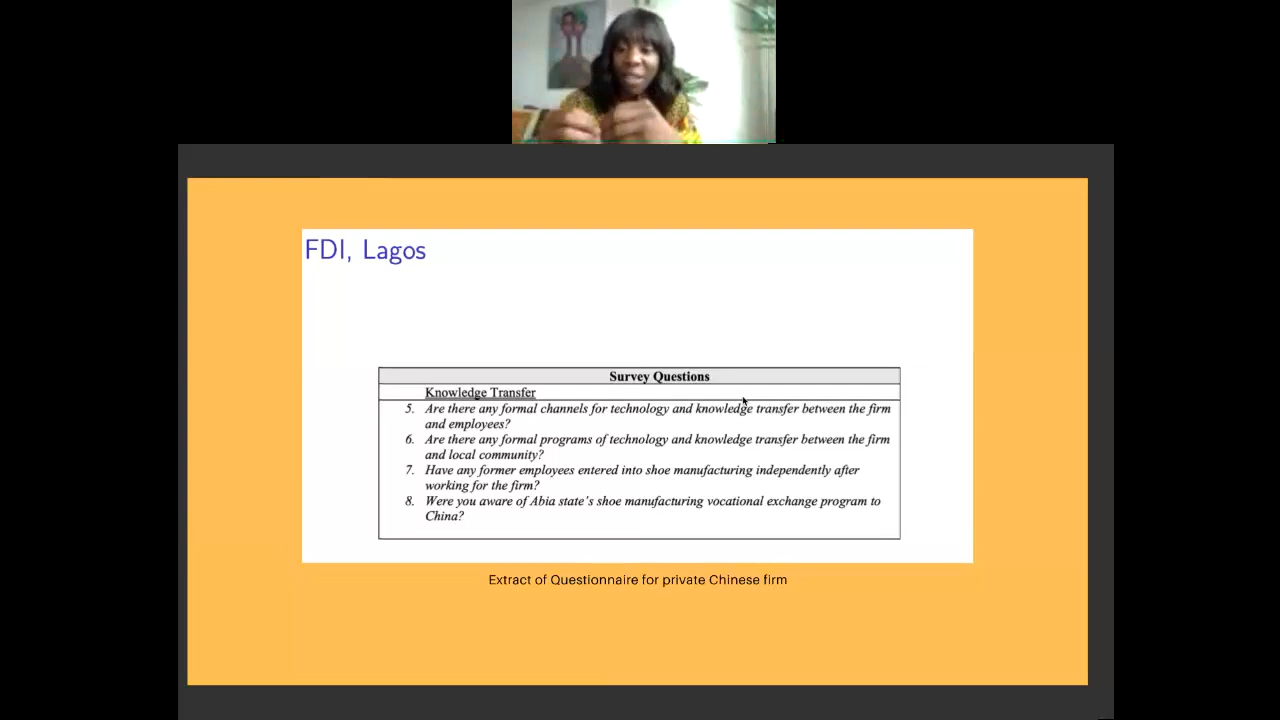 FDI, Lagos
Survey Questions
Knowledge Transfer
5. Are there any formal channels for technology and knowledge transfer between the firm
and employees?
6. Are there any formal programs of technology and knowledge transfer between the firm
and local community?
7. Have any former employees entered into shoe manufacturing independently after
working for the firm?
8. Were you aware of Abia state's shoe manufacturing vocational exchange program to
China?
Extract of Questionnaire for private Chinese firm